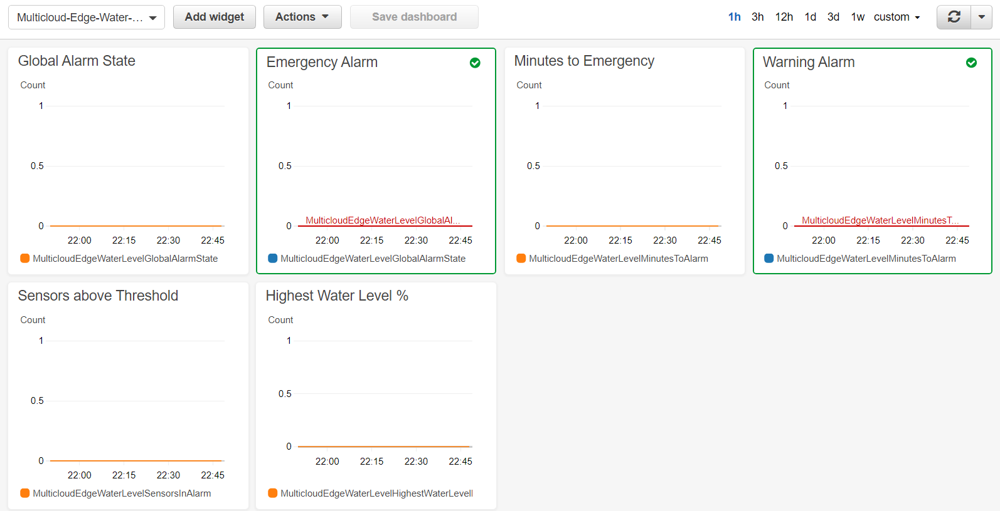 Multicloud-Edge-Water-... Add widget Actions Save dashboard 1h 3h 12h 1d 3d 1w custom
Global Alarm State
Count
1
0.5
0
22:00 22:15 22:30 22:45
MulticloudEdgeWaterLevelGlobalAlarmState
Emergency Alarm
Count
1
0.5
MulticloudEdgeWaterLevelGlobalAl...
0
22:00 22:15 22:30 22:45
MulticloudEdgeWaterLevelGlobalAlarmState
Minutes to Emergency
Count
1
0.5
0
22:00 22:15 22:30 22:45
MulticloudEdgeWaterLevelMinutesToAlarm
Warning Alarm
Count
1
0.5
MulticloudEdgeWaterLevelMinutesT...
0
22:00 22:15 22:30 22:45
MulticloudEdgeWaterLevelMinutesToAlarm
Sensors above Threshold
Count
1
0.5
0
22:00 22:15 22:30 22:45
MulticloudEdgeWaterLevelSensorsInAlarm
Highest Water Level %
Count
1
0.5
0
22:00 22:15 22:30 22:45
MulticloudEdgeWaterLevelHighestWaterLevel